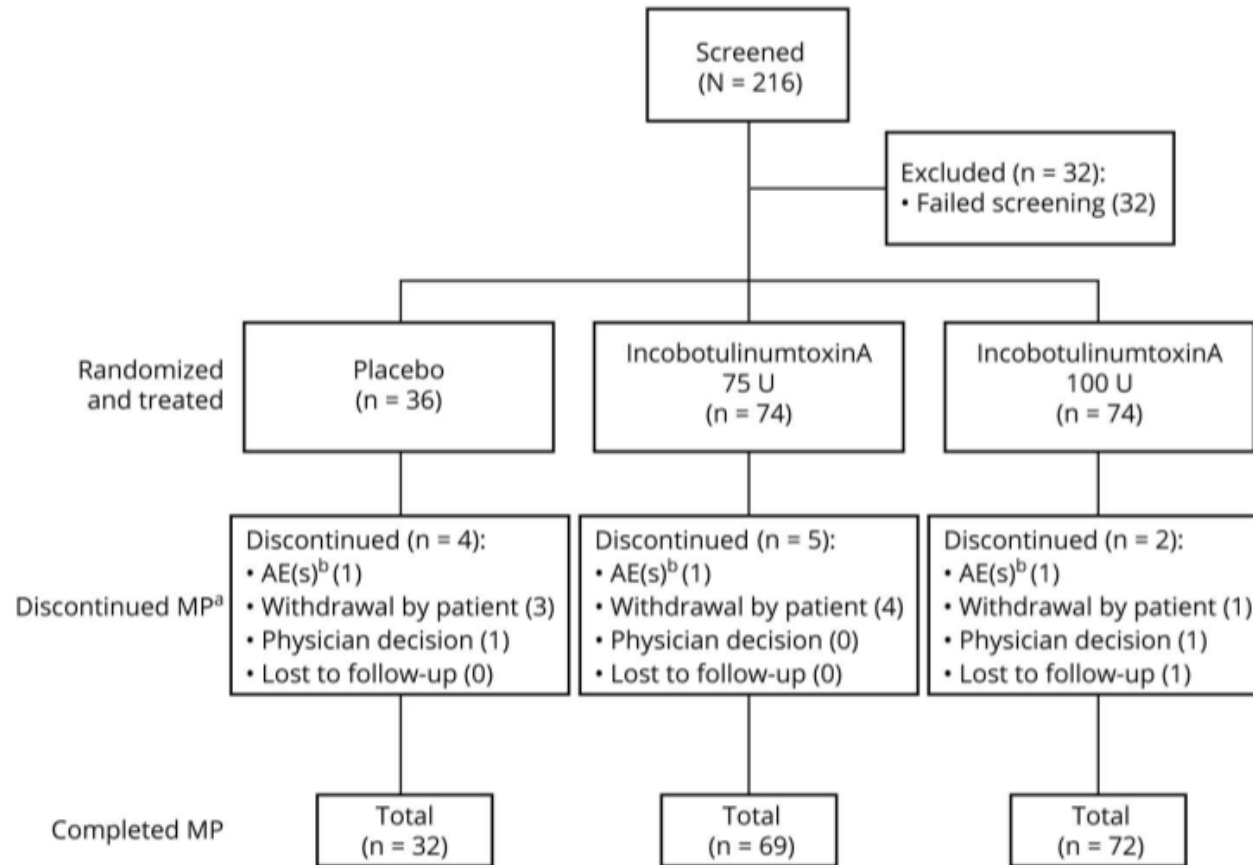 Screened
(N = 216)
Excluded (n = 32):
• Failed screening (32)
Randomized
and treated
Placebo
(n = 36)
IncobotulinumtoxinA
75 U
(n = 74)
IncobotulinumtoxinA
100 U
(n = 74)
Discontinued MPa
Discontinued (n = 4):
• AE(s)b (1)
• Withdrawal by patient (3)
• Physician decision (1)
• Lost to follow-up (0)
Discontinued (n = 5):
• AE(s)b (1)
• Withdrawal by patient (4)
• Physician decision (0)
• Lost to follow-up (0)
Discontinued (n = 2):
• AE(s)b (1)
• Withdrawal by patient (1)
• Physician decision (1)
• Lost to follow-up (1)
Completed MP
Total
(n = 32)
Total
(n = 69)
Total
(n = 72)